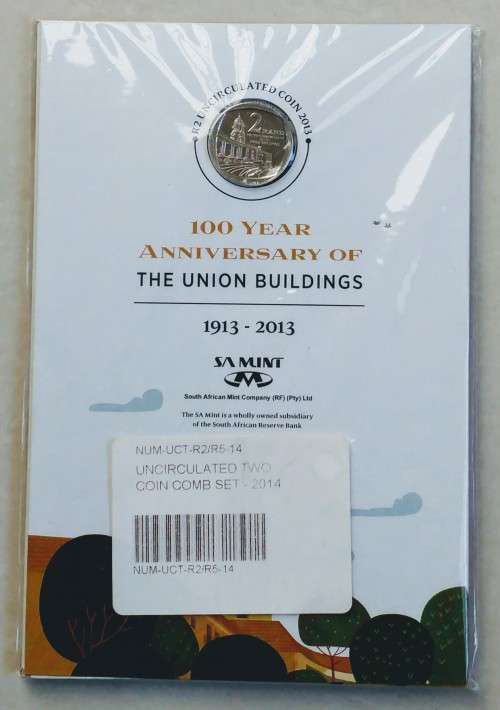 R2 UNCIRCULATED COIN 2013
2
RAND
100 YEAR
ANNIVERSARY OF
THE UNION BUILDINGS
1913 - 2013
SA MINT
South African Mint Company (RF) (Pty) Ltd
The SA Mint is a wholly owned subsidiary
of the South African Reserve Bank
NUM-UCT-R2/R5-14
UNCIRCULATED TWO
COIN COMB SET - 2014
NUM-UCT-R2/R5-14